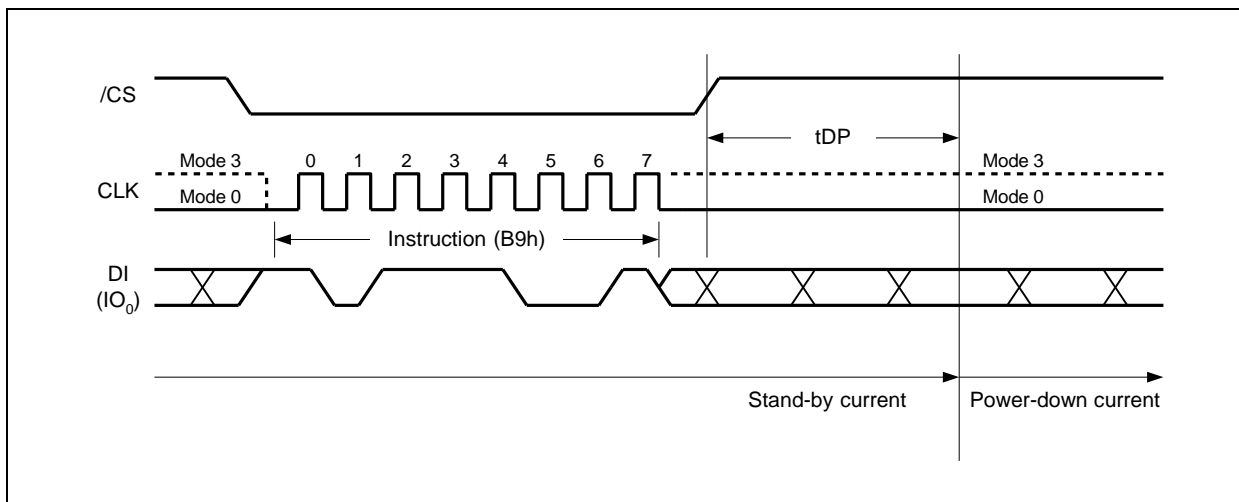 /CS
tDP
Mode 3 0 1 2 3 4 5 6 7 Mode 3
CLK
Mode 0 Mode 0
Instruction (B9h)
DI
(IO₀)
Stand-by current Power-down current